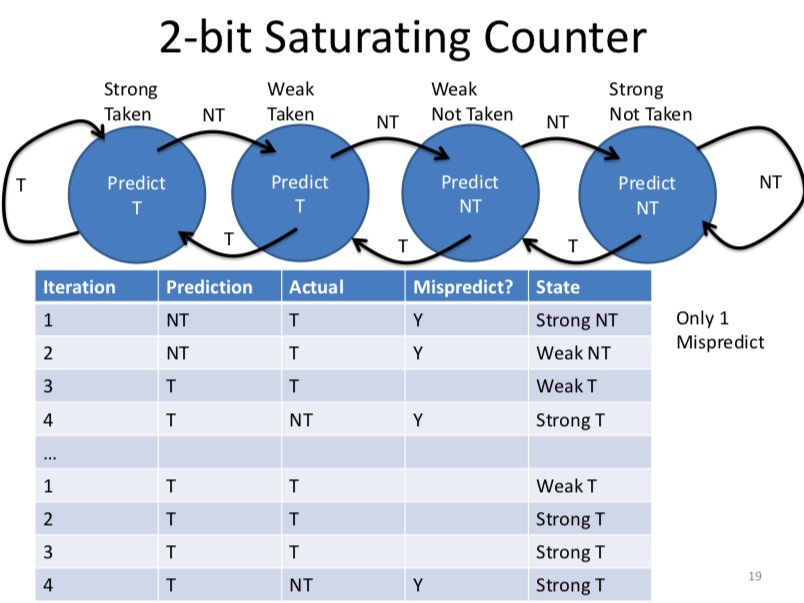 2-bit Saturating Counter
Strong
Taken
Weak
Taken
Weak
Not Taken
Strong
Not Taken
NT
NT
NT
T
Predict
T
Predict
T
Predict
NT
Predict
NT
NT
T
T
T
Iteration Prediction Actual Mispredict? State
1 NT T Y Strong NT
2 NT T Y Weak NT
3 T T Weak T
4 T NT Y Strong T
...
1 T T Weak T
2 T T Strong T
3 T T Strong T
4 T NT Y Strong T
Only 1
Mispredict
19